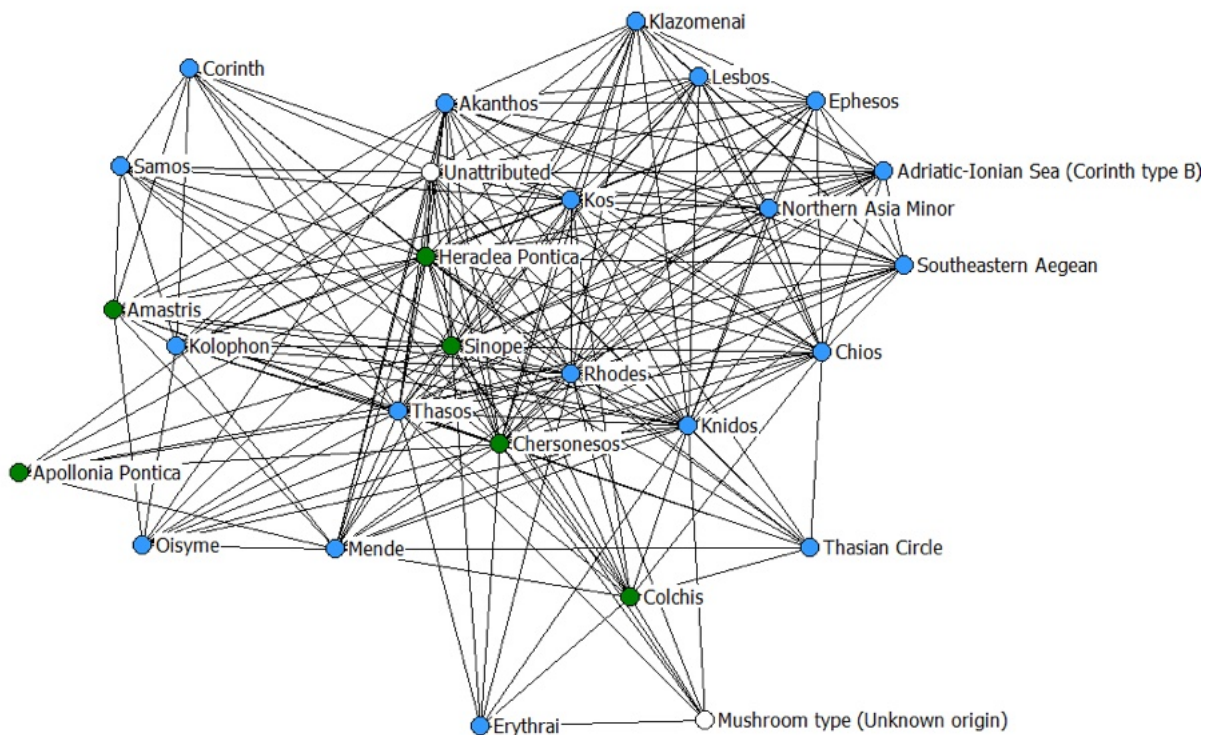 Klazomenai
Corinth
Lesbos
Akanthos
Ephesos
Samos
Unattributed
Adriatic-Ionian Sea (Corinth type B)
Kos
Northern Asia Minor
Heraclea Pontica
Southeastern Aegean
Amastris
Kolophon
Sinope
Chios
Rhodes
Thasos
Knidos
Chersonesos
Apollonia Pontica
Oisyme
Mende
Thasian Circle
Colchis
Mushroom type (Unknown origin)
Erythrai